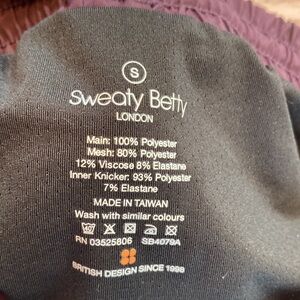 S
Sweaty Betty
LONDON
Main: 100% Polyester
Mesh: 80% Polyester
12% Viscose 8% Elastane
Inner Knicker: 93% Polyester
7% Elastane
MADE IN TAIWAN
Wash with similar colours
RN 03525806 SB4079A
BRITISH DESIGN SINCE 1998